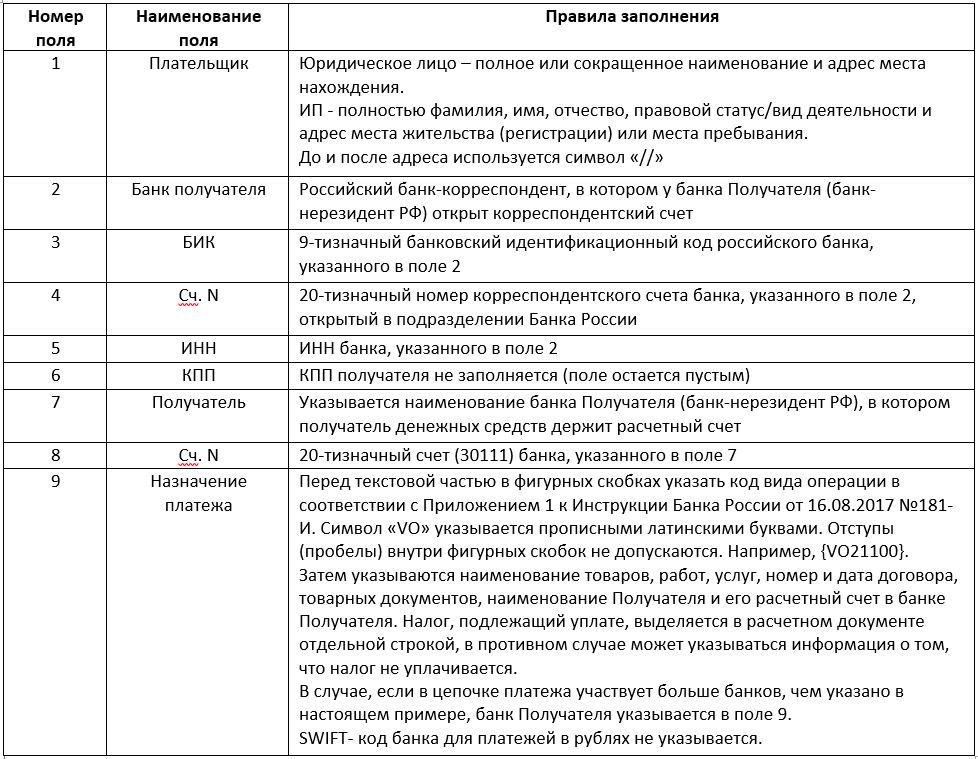 Номер поля
Наименование поля
Правила заполнения
1
Плательщик
Юридическое лицо – полное или сокращенное наименование и адрес места
нахождения.
ИП - полностью фамилия, имя, отчество, правовой статус/вид деятельности и
адрес места жительства (регистрации) или места пребывания.
До и после адреса используется символ «//»
2
Банк получателя
Российский банк-корреспондент, в котором у банка Получателя (банк-
нерезидент РФ) открыт корреспондентский счет
3
БИК
9-тизначный банковский идентификационный код российского банка,
указанного в поле 2
4
Сч. N
20-тизначный номер корреспондентского счета банка, указанного в поле 2,
открытый в подразделении Банка России
5
ИНН
ИНН банка, указанного в поле 2
6
КПП
КПП получателя не заполняется (поле остается пустым)
7
Получатель
Указывается наименование банка Получателя (банк-нерезидент РФ), в котором
получатель денежных средств держит расчетный счет
8
Сч. N
20-тизначный счет (30111) банка, указанного в поле 7
9
Назначение
платежа
Перед текстовой частью в фигурных скобках указать код вида операции в
соответствии с Приложением 1 к Инструкции Банка России от 16.08.2017 №181-
И. Символ «VO» указывается прописными латинскими буквами. Отступы
(пробелы) внутри фигурных скобок не допускаются. Например, {VO21100}.
Затем указываются наименование товаров, работ, услуг, номер и дата договора,
товарных документов, наименование Получателя и его расчетный счет в банке
Получателя. Налог, подлежащий уплате, выделяется в расчетном документе
отдельной строкой, в противном случае может указываться информация о том,
что налог не уплачивается.
В случае, если в цепочке платежа участвует больше банков, чем указано в
настоящем примере, банк Получателя указывается в поле 9.
SWIFT- код банка для платежей в рублях не указывается.